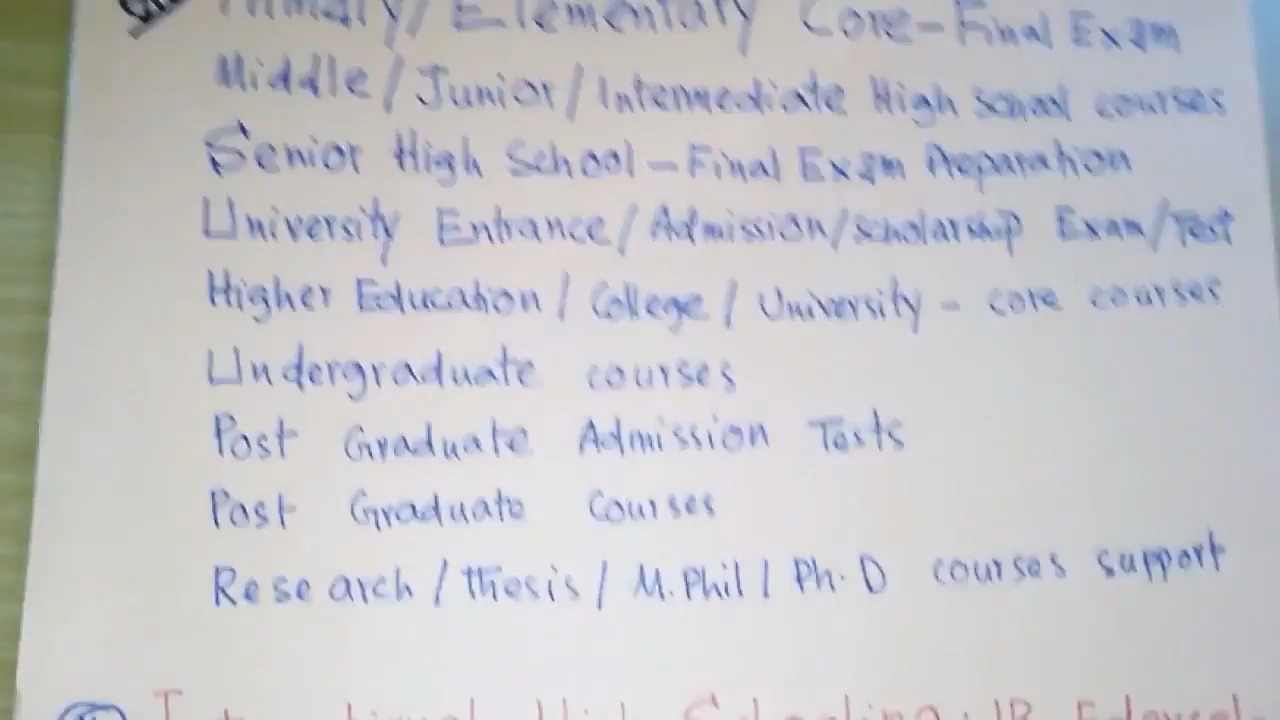 Primary/Elementary Core-Final Exam
Middle/Junior/Intermediate High School courses
Senior High School-Final Exam Preparation
University Entrance/Admission/scholarship Exam/Test
Higher Education/College/University - core courses
Undergraduate courses
Post Graduate Admission Tests
Post Graduate Courses
Research/Thesis/M.Phil/Ph.D courses support